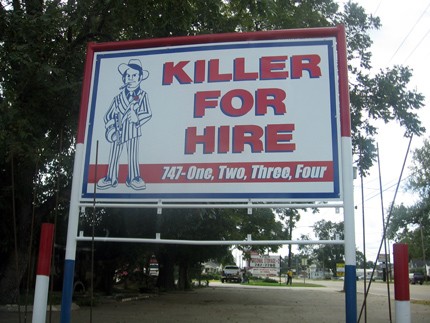 KILLER
FOR
HIRE
747-One, Two, Three, Four